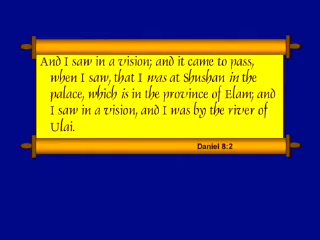 And I saw in a vision; and it came to pass,
when I saw, that I was at Shushan in the
palace, which is in the province of Elam; and
I saw in a vision, and I was by the river of
Ulai.
Daniel 8:2